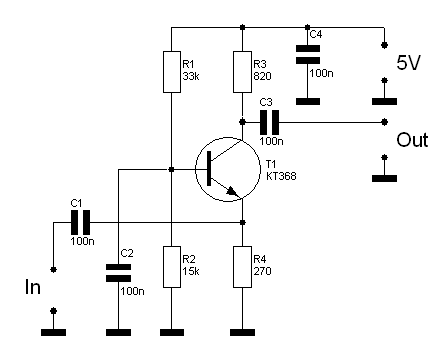 C4
100n
5V
R1
33k
R3
820
C3
100n
Out
T1
KT368
C1
100n
C2
100n
R2
15k
R4
270
In